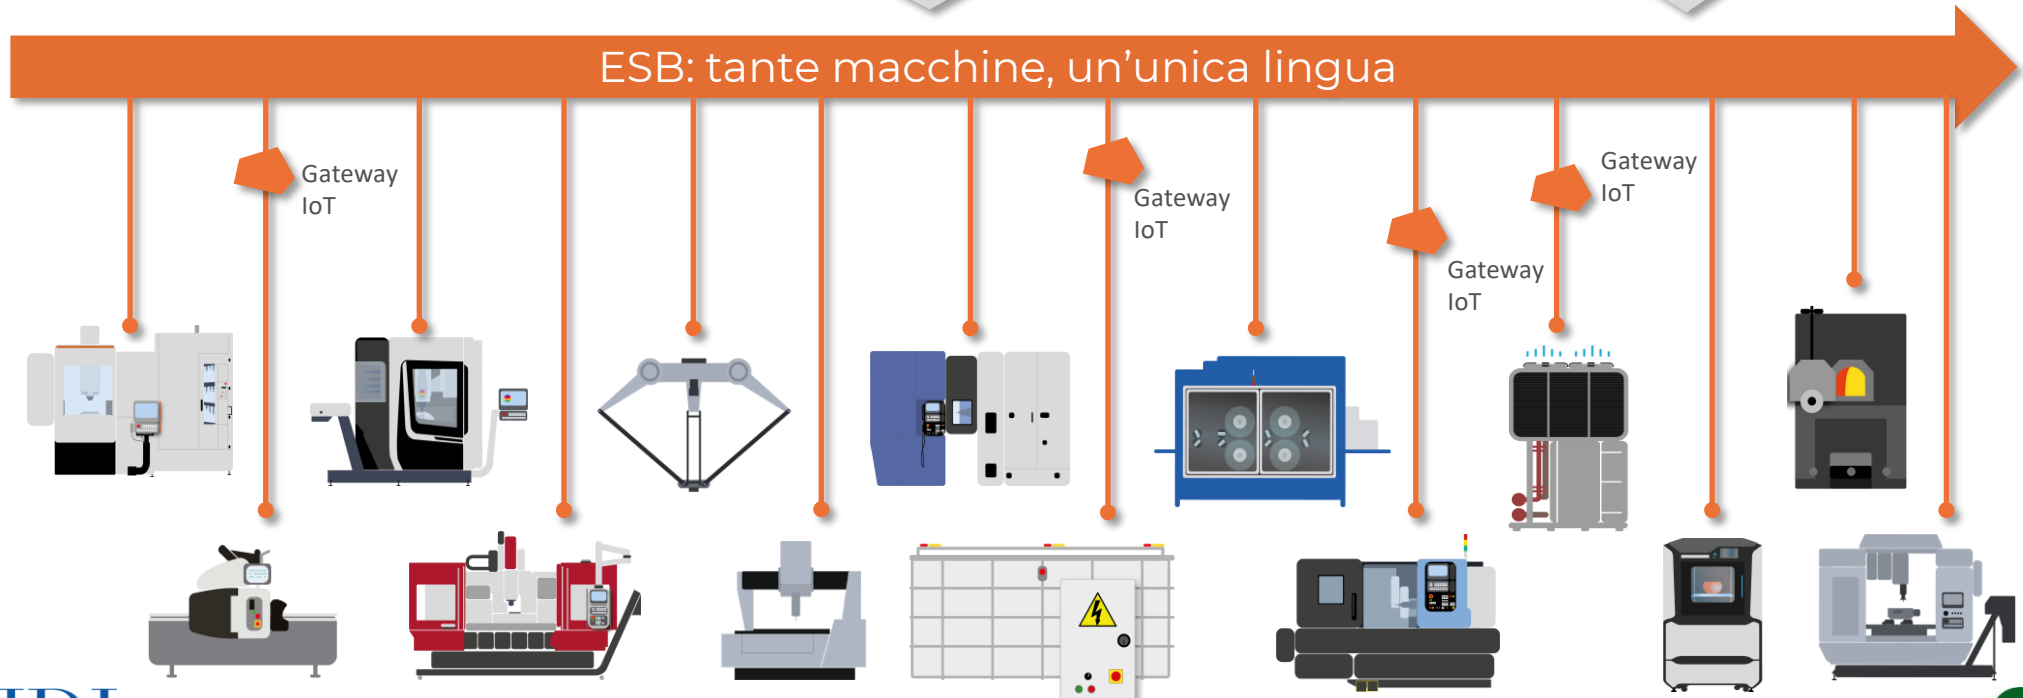 ESB: tante macchine, un'unica lingua
Gateway
IoT
Gateway
IoT
Gateway
IoT
Gateway
IoT